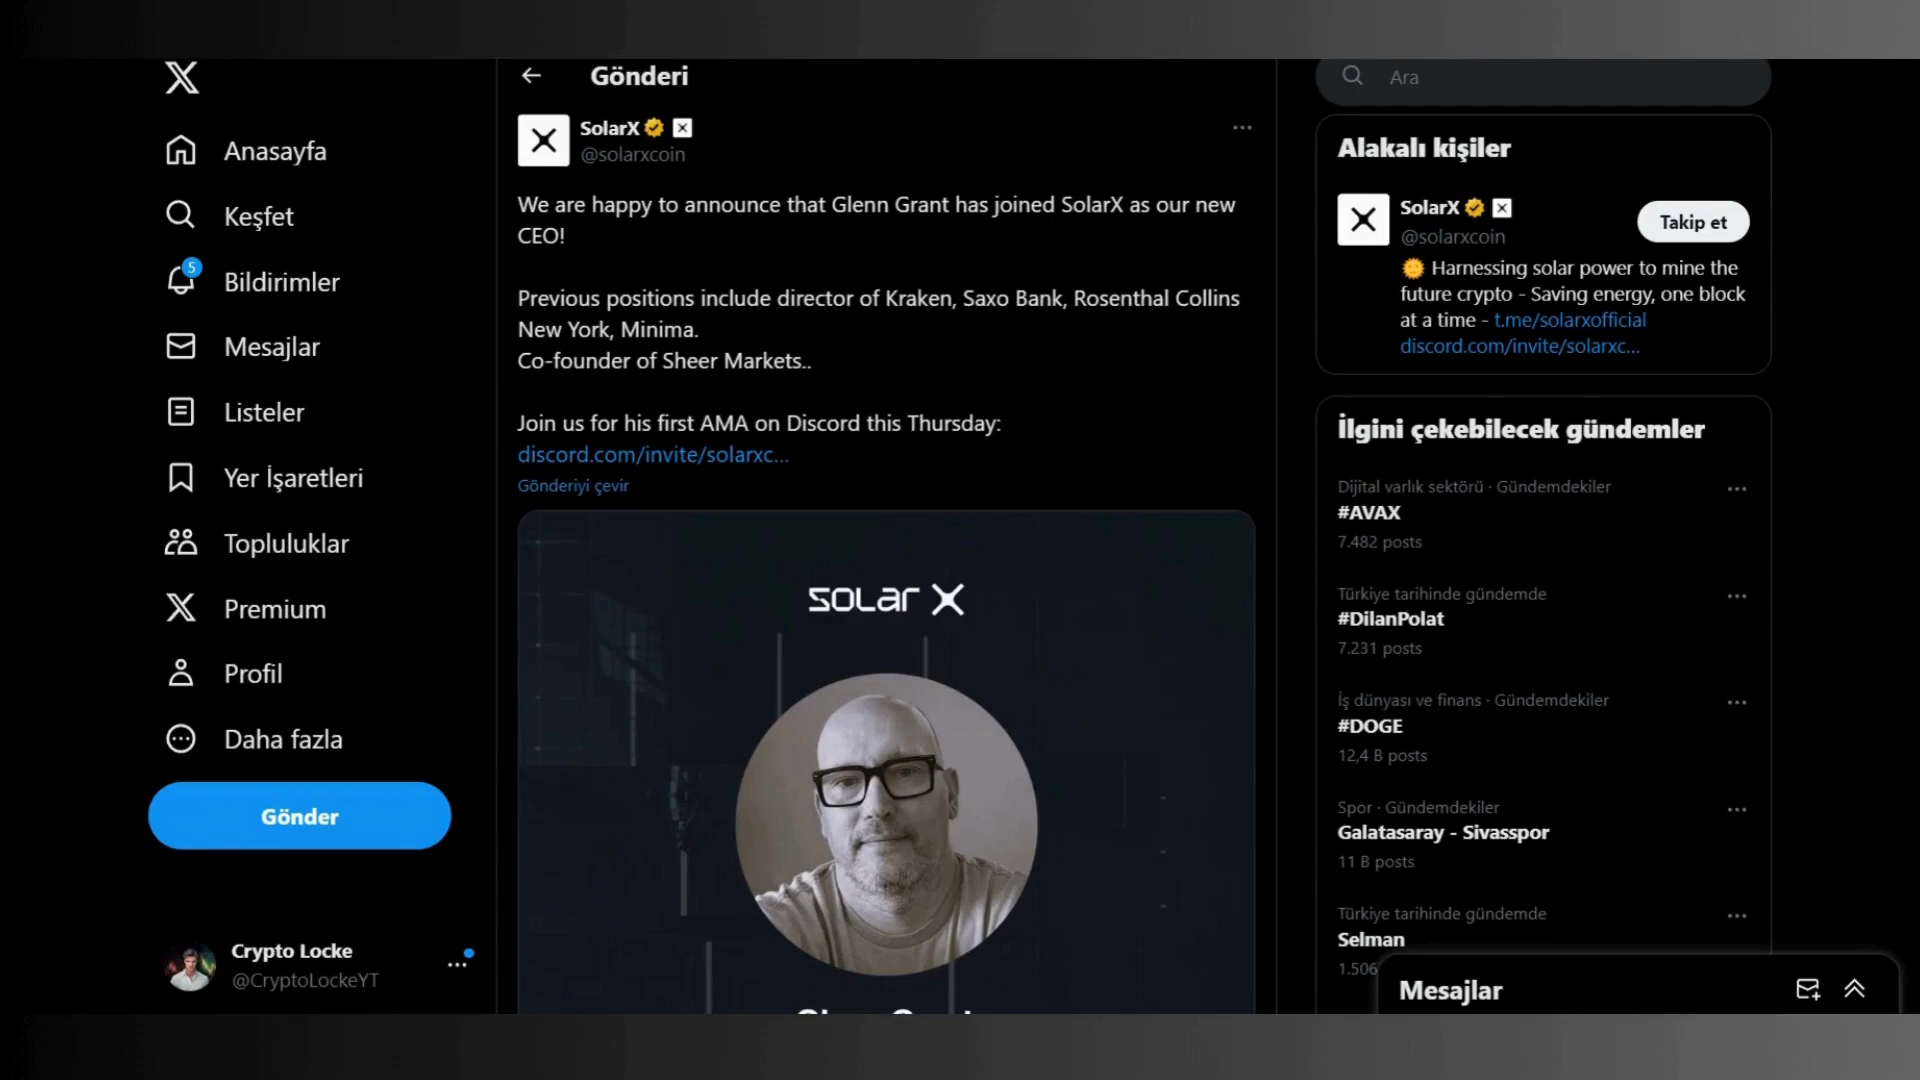 Anasayfa
Keşfet
5
Bildirimler
Mesajlar
Listeler
Yer İşaretleri
Topluluklar
Premium
Profil
Daha fazla
Gönder
Crypto Locke
@CryptoLockeYT
Gönderi
SolarX
@solarxcoin
We are happy to announce that Glenn Grant has joined SolarX as our new
CEO!
Previous positions include director of Kraken, Saxo Bank, Rosenthal Collins
New York, Minima.
Co-founder of Sheer Markets..
Join us for his first AMA on Discord this Thursday:
discord.com/invite/solarxc...
Gönderiyi çevir
SOLAR X
Ara
Alakalı kişiler
SolarX
@solarxcoin
Takip et
Harnessing solar power to mine the
future crypto - Saving energy, one block
at a time - t.me/solarxofficial
discord.com/invite/solarxc...
İlgini çekebilecek gündemler
Dijital varlık sektörü · Gündemdekiler
#AVAX
7.482 posts
Türkiye tarihinde gündemde
#DilanPolat
7.231 posts
İş dünyası ve finans · Gündemdekiler
#DOGE
12,4 B posts
Spor · Gündemdekiler
Galatasaray - Sivasspor
11 B posts
Türkiye tarihinde gündemde
Selman
1.506
Mesajlar